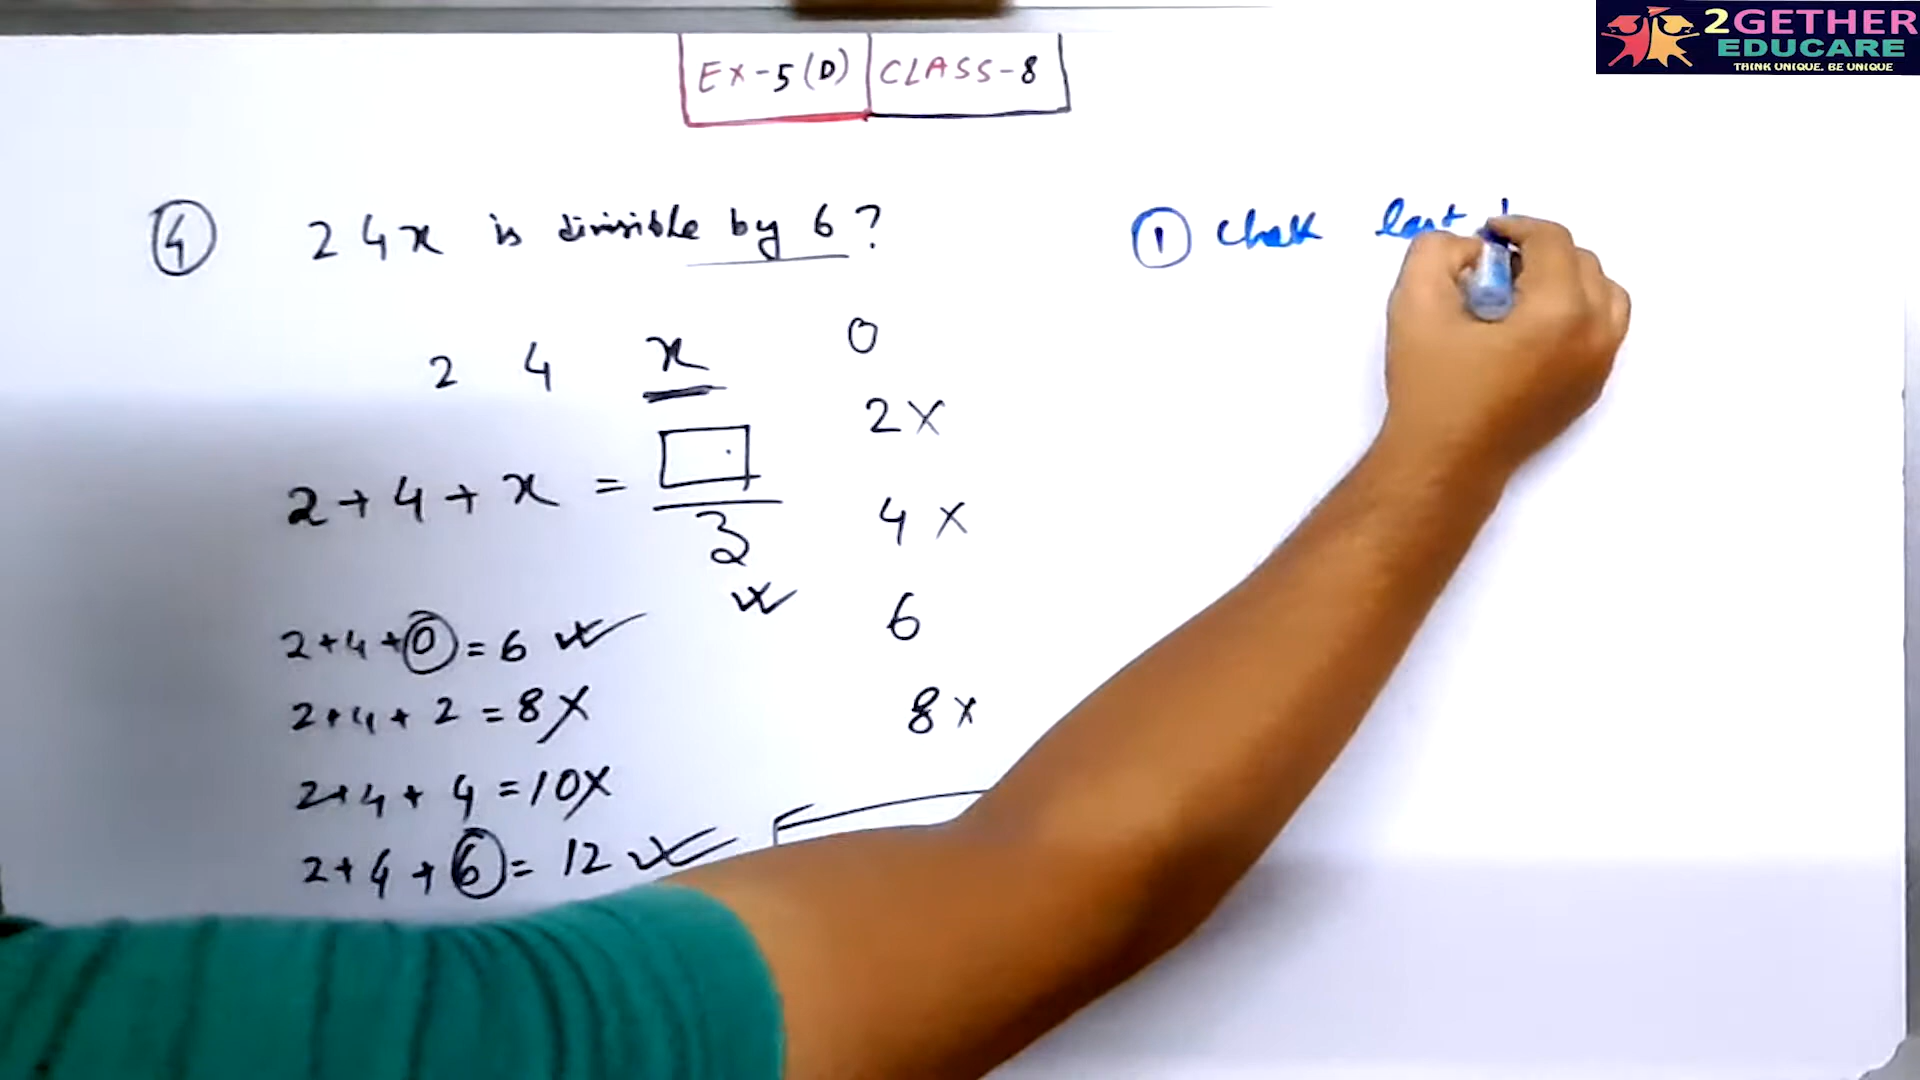 2GETHER
EDUCARE
THINK UNIQUE. BE UNIQUE
EX-5(D) CLASS-8
④ 24x is divisible by 6?
① Chek last
2 4 x
0
2 ×
2+4+x = □/3
4 ×
6
2+4+0=6 ✓
2+4+2=8 ×
8 ×
2+4+4=10 ×
2+4+6=12 ✓